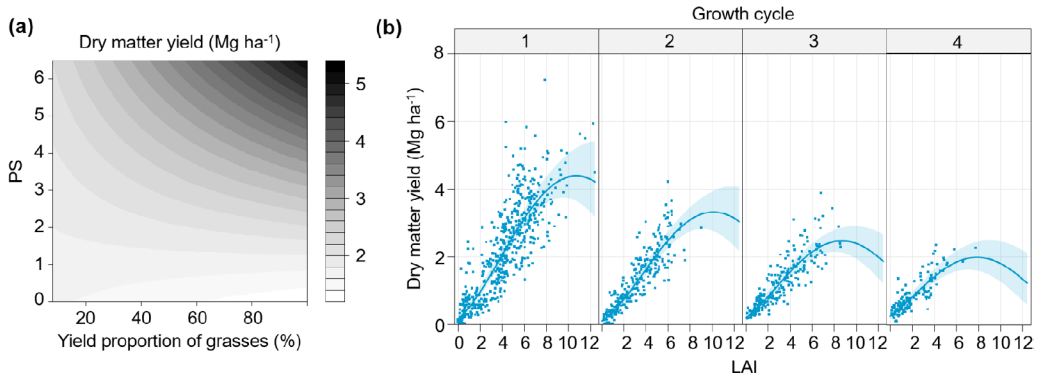 (a)
Dry matter yield (Mg ha-1)
6
5
4
3
2
1
0
PS
20 40 60 80
Yield proportion of grasses (%)
5
4
3
2
(b)
Growth cycle
1 2 3 4
8
6
4
2
0
Dry matter yield (Mg ha-1)
0 2 4 6 8 10 12 2 4 6 8 10 12 2 4 6 8 10 12 2 4 6 8 10 12
LAI